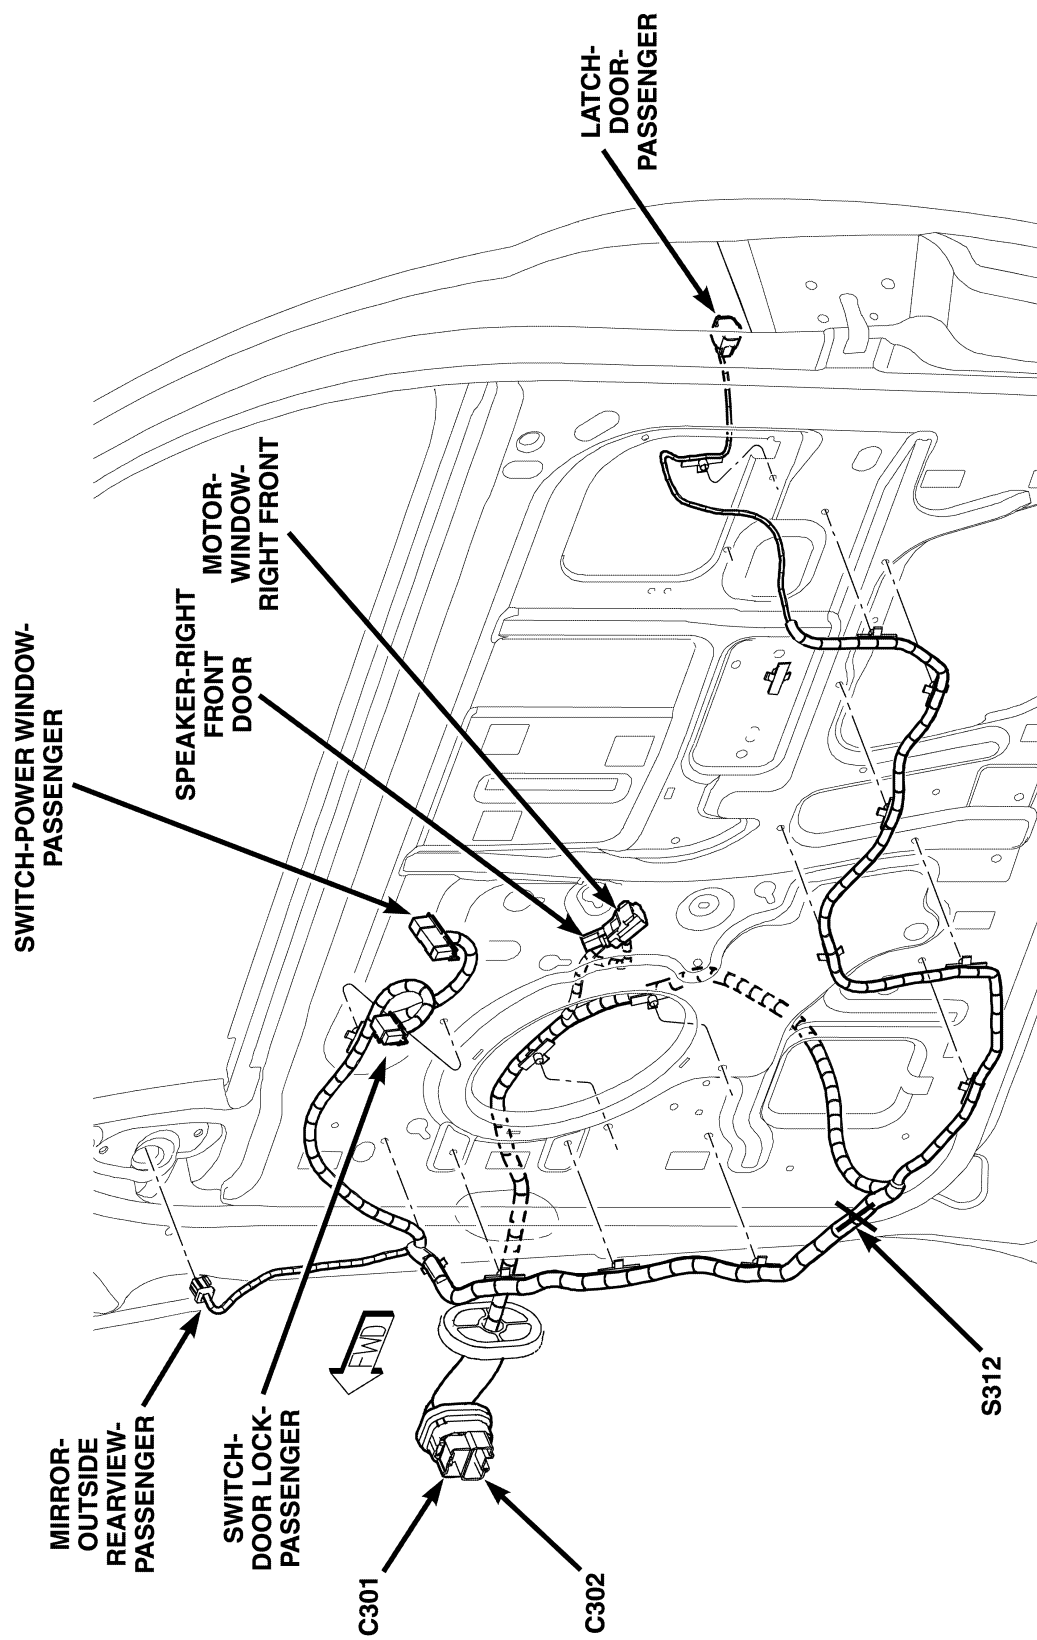 MIRROR-
OUTSIDE
REARVIEW-
PASSENGER
SWITCH-
DOOR LOCK-
PASSENGER
C301
C302
FWD
SWITCH-POWER WINDOW-
PASSENGER
SPEAKER-RIGHT
FRONT
DOOR
MOTOR-
WINDOW-
RIGHT FRONT
LATCH-
DOOR-
PASSENGER
S312